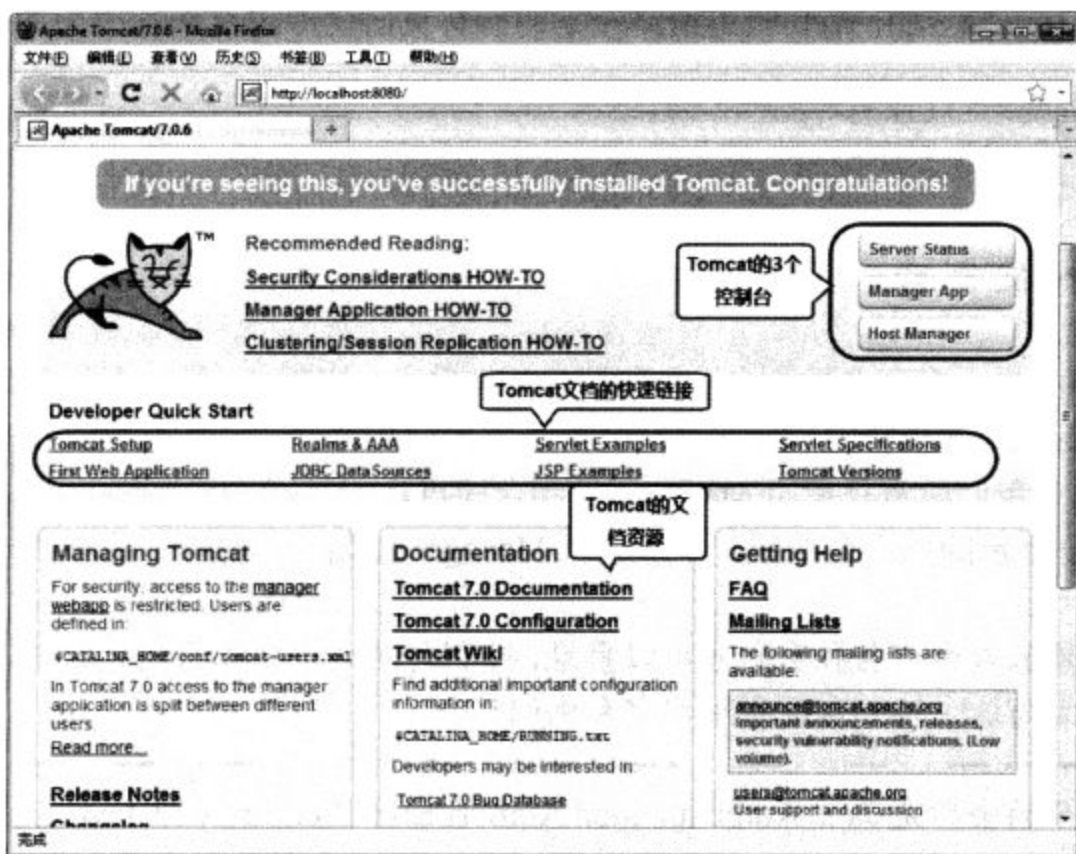 Apache Tomcat/7.0.6 - Mozilla Firefox
文件(F) 编辑(E) 查看(V) 历史(S) 书签(B) 工具(T) 帮助(H)
http://localhost:8080/
Apache Tomcat/7.0.6
If you're seeing this, you've successfully installed Tomcat. Congratulations!
TM
Recommended Reading:
Security Considerations HOW-TO
Manager Application HOW-TO
Clustering/Session Replication HOW-TO
Tomcat的3个
控制台
Server Status
Manager App
Host Manager
Tomcat文档的快速链接
Developer Quick Start
Tomcat Setup Realms & AAA Servlet Examples Servlet Specifications
First Web Application JDBC DataSources JSP Examples Tomcat Versions
Tomcat的文
档资源
Managing Tomcat
For security, access to the manager
webapp is restricted. Users are
defined in:
$CATALINA_HOME/conf/tomcat-users.xml
In Tomcat 7.0 access to the manager
application is split between different
users
Read more...
Release Notes
Changelog
Documentation
Tomcat 7.0 Documentation
Tomcat 7.0 Configuration
Tomcat Wiki
Find additional important configuration
information in:
$CATALINA_HOME/RUNNING.txt
Developers may be interested in:
Tomcat 7.0 Bug Database
Getting Help
FAQ
Mailing Lists
The following mailing lists are
available:
announce@tomcat.apache.org
Important announcements, releases,
security vulnerability notifications. (Low
volume).
users@tomcat.apache.org
User support and discussion
完成